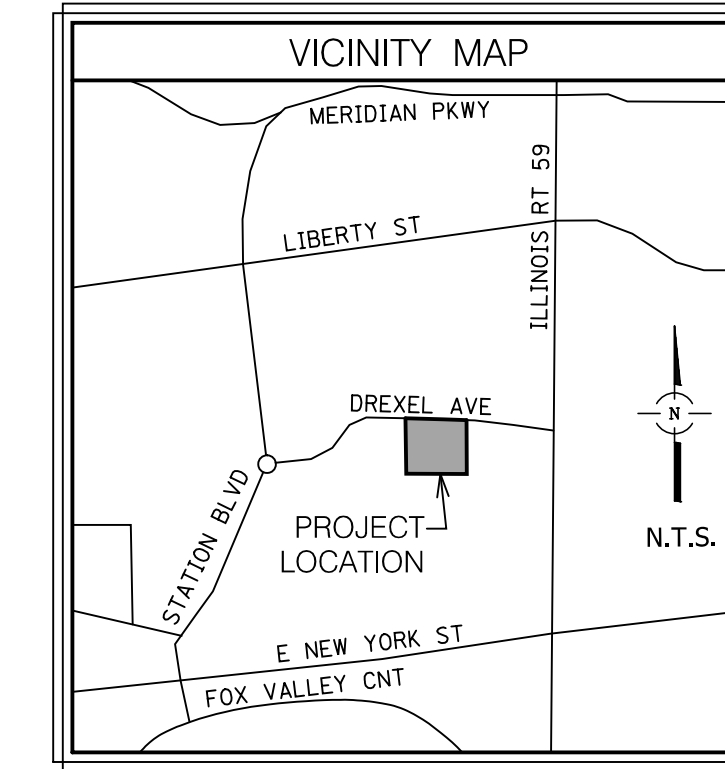 VICINITY MAP
MERIDIAN PKWY
ILLINOIS RT 59
LIBERTY ST
DREXEL AVE
N
STATION BLVD
PROJECT
LOCATION
N.T.S.
E NEW YORK ST
FOX VALLEY CNT